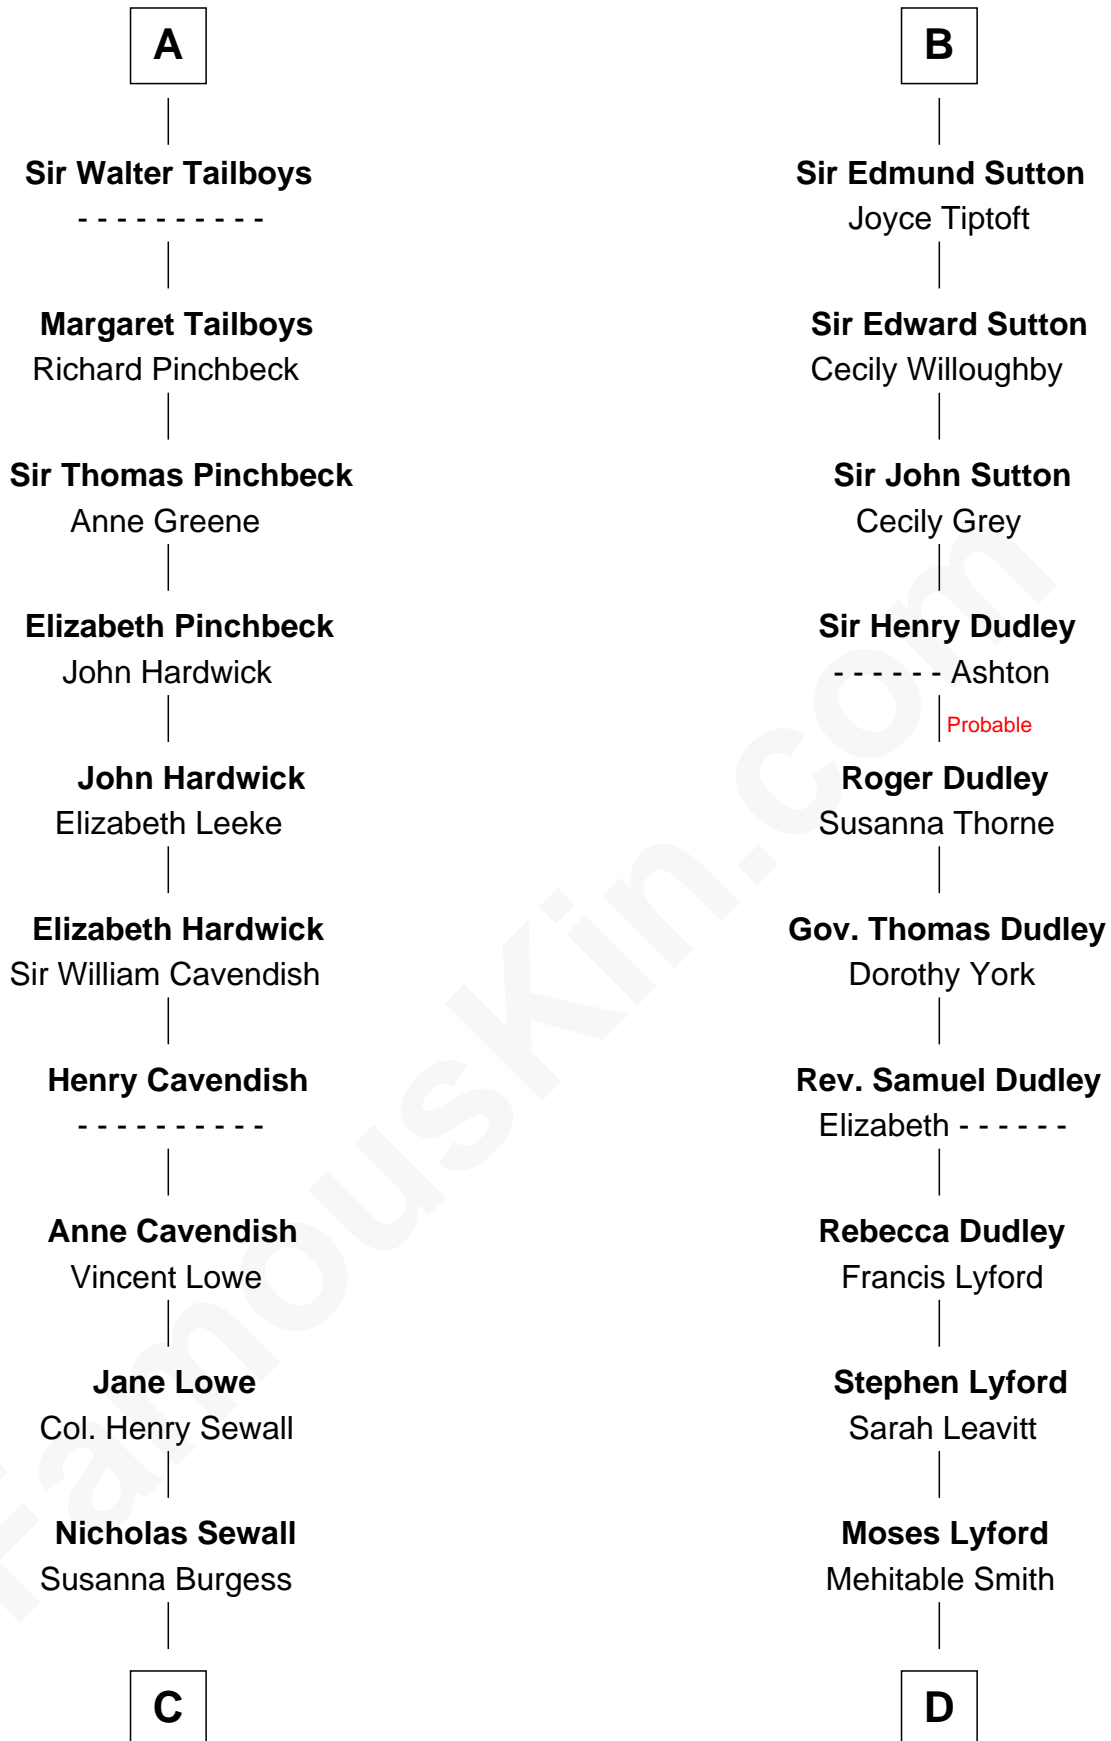 A
Sir Walter Tailboys
- - - - - - - - - -
Margaret Tailboys
Richard Pinchbeck
Sir Thomas Pinchbeck
Anne Greene
Elizabeth Pinchbeck
John Hardwick
John Hardwick
Elizabeth Leeke
Elizabeth Hardwick
Sir William Cavendish
Henry Cavendish
- - - - - - - - - -
Anne Cavendish
Vincent Lowe
Jane Lowe
Col. Henry Sewall
Nicholas Sewall
Susanna Burgess
C
B
Sir Edmund Sutton
Joyce Tiptoft
Sir Edward Sutton
Cecily Willoughby
Sir John Sutton
Cecily Grey
Sir Henry Dudley
- - - - - - Ashton
Probable
Roger Dudley
Susanna Thorne
Gov. Thomas Dudley
Dorothy York
Rev. Samuel Dudley
Elizabeth - - - - - -
Rebecca Dudley
Francis Lyford
Stephen Lyford
Sarah Leavitt
Moses Lyford
Mehitable Smith
D
FamousKin.com